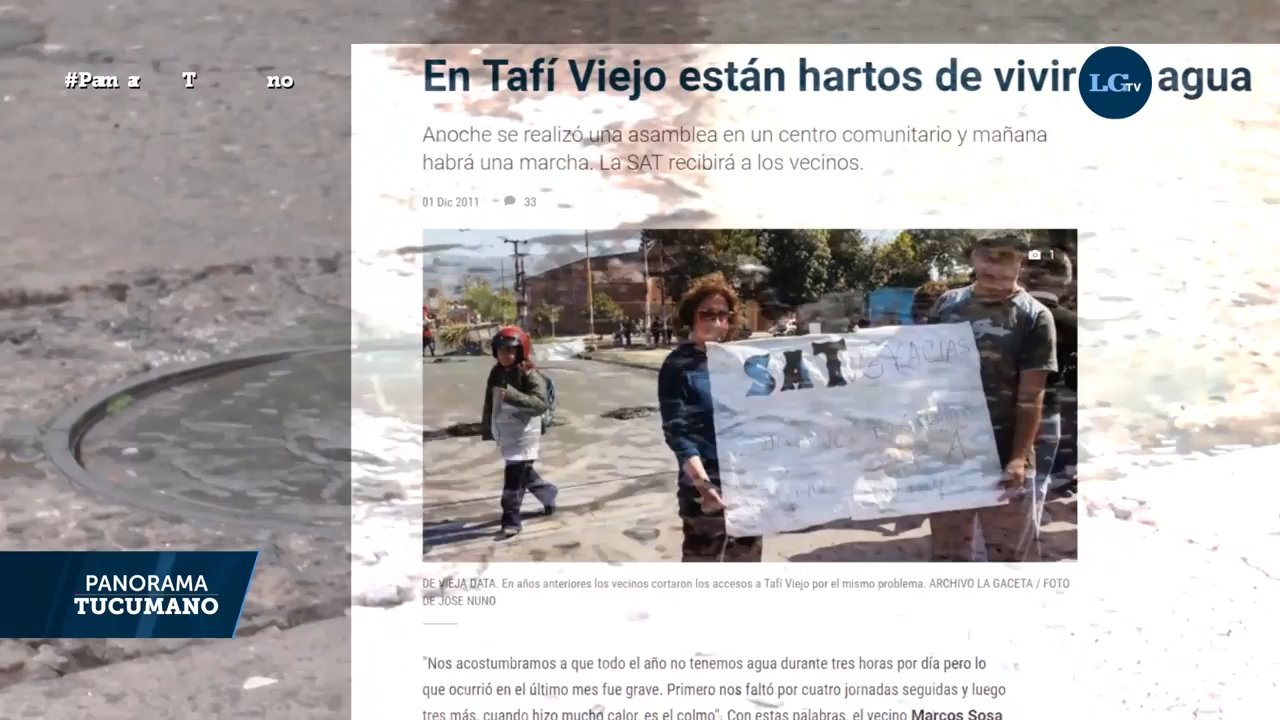 #Pam a T no
En Tafí Viejo están hartos de vivir agua
LGTV
Anoche se realizó una asamblea en un centro comunitario y mañana
habrá una marcha. La SAT recibirá a los vecinos.
01 Dic 2011 33
1
SAT GRACIAS
A
DE VIEJA DATA. En años anteriores los vecinos cortaron los accesos a Tafí Viejo por el mismo problema. ARCHIVO LA GACETA / FOTO
DE JOSE NUNO
PANORAMA
TUCUMANO
"Nos acostumbramos a que todo el año no tenemos agua durante tres horas por día pero lo
que ocurrió en el último mes fue grave. Primero nos faltó por cuatro jornadas seguidas y luego
tres más, cuando hizo mucho calor, es el colmo". Con estas palabras, el vecino Marcos Sosa